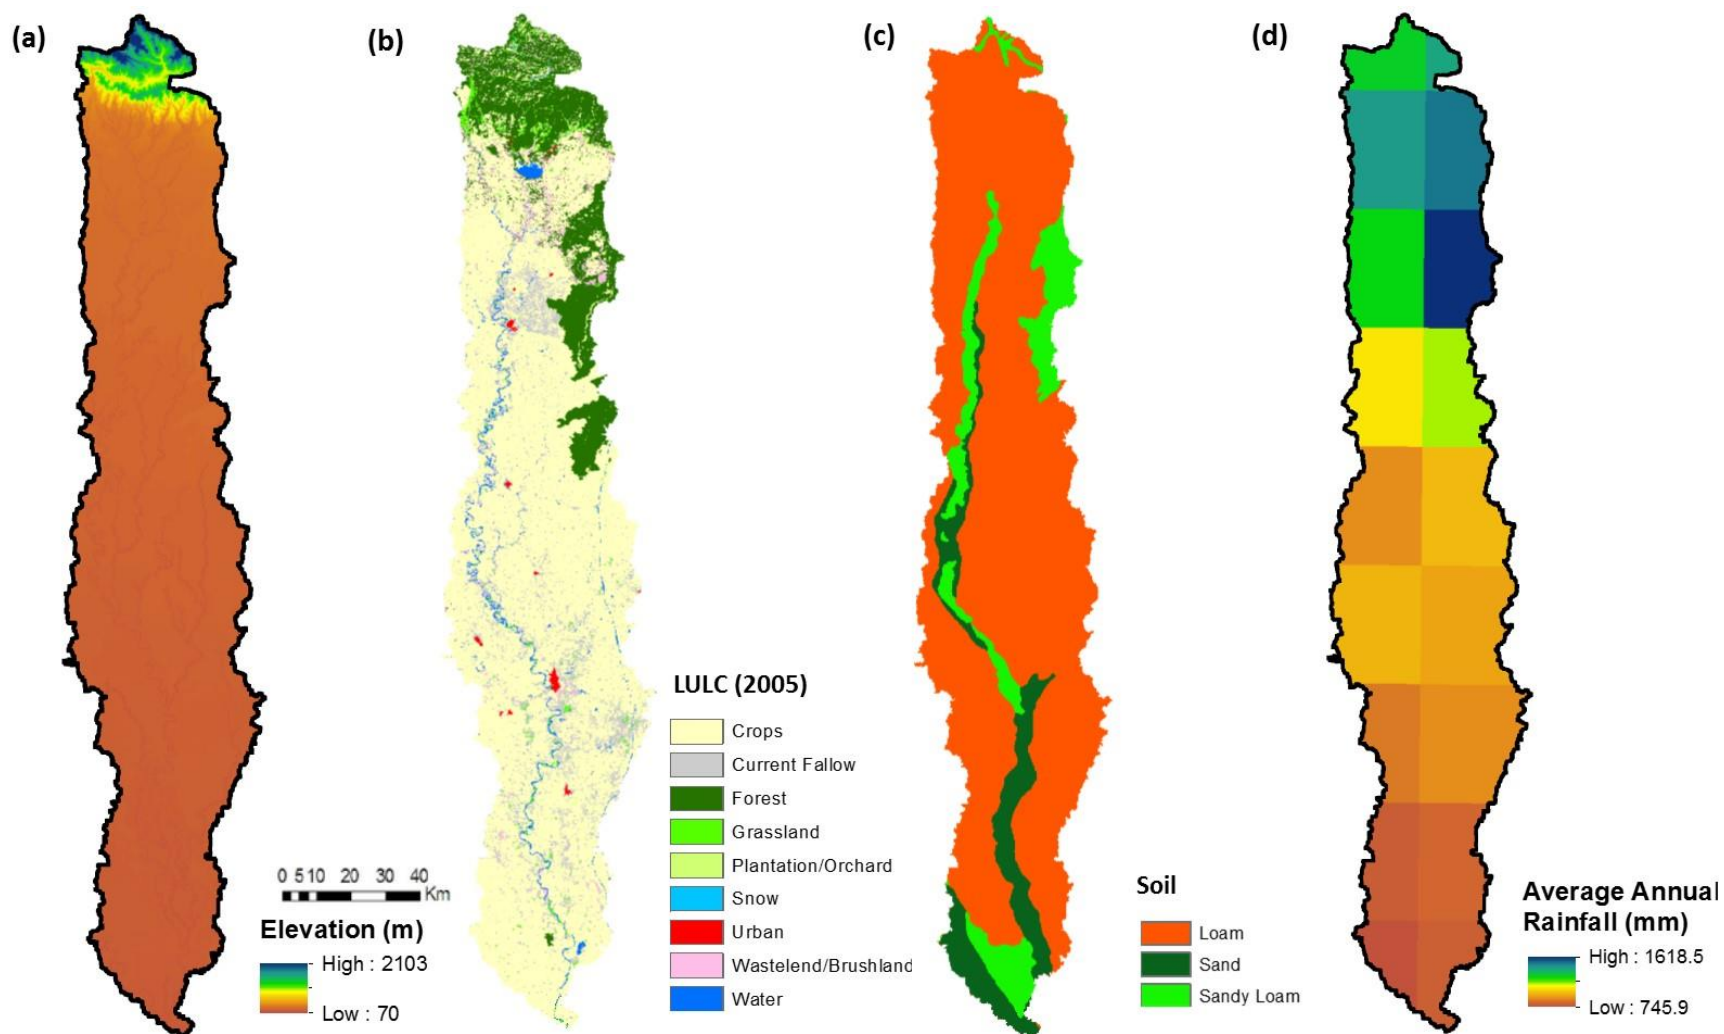 (a)
(b)
(c)
(d)
LULC (2005)
Crops
Current Fallow
Forest
Grassland
Plantation/Orchard
Snow
Urban
Wastelend/Brushland
Water
0 5 10 20 30 40
Km
Elevation (m)
High : 2103
Low : 70
Soil
Loam
Sand
Sandy Loam
Average Annual
Rainfall (mm)
High : 1618.5
Low : 745.9